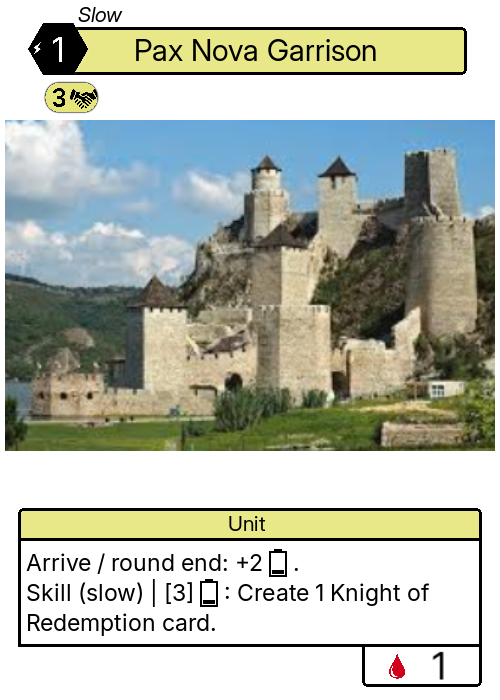 Slow
1
Pax Nova Garrison
3
Unit
Arrive / round end: +2 .
Skill (slow) | [3] : Create 1 Knight of
Redemption card.
1